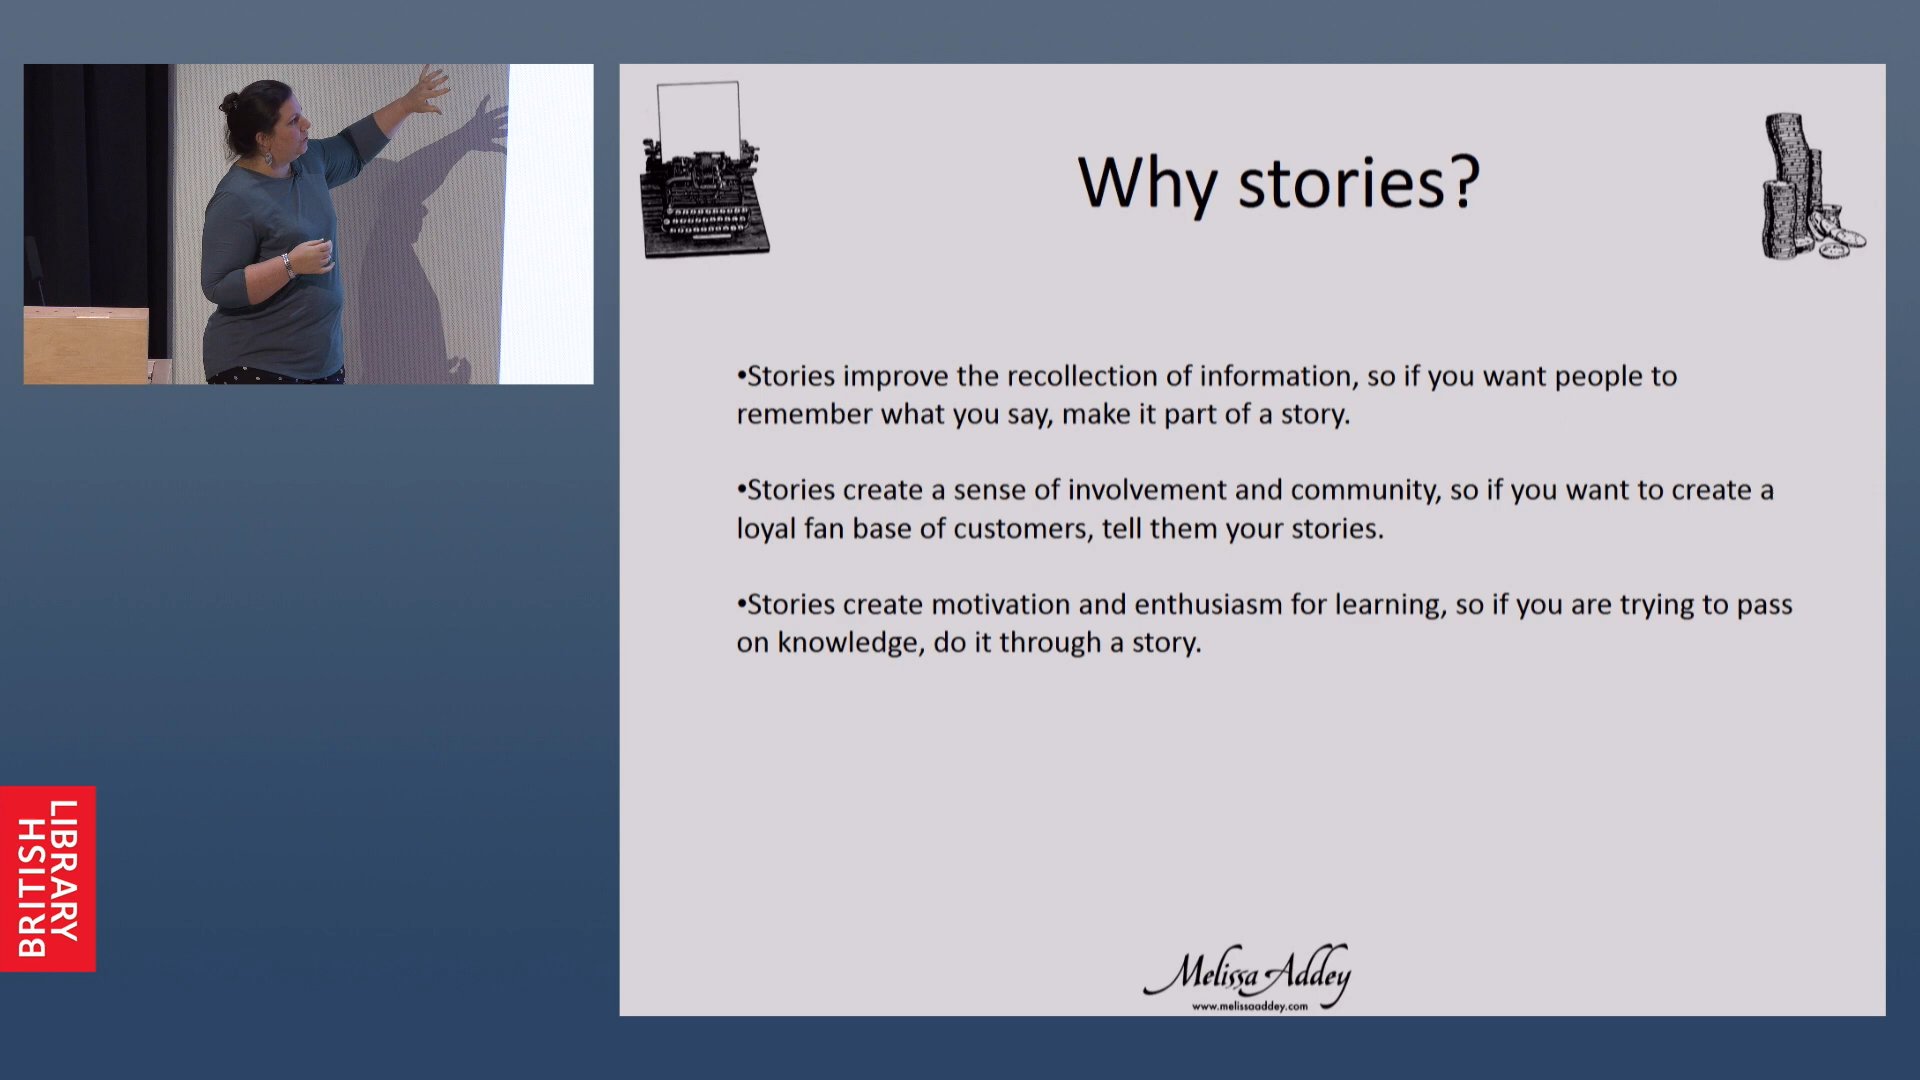 Why stories?
•Stories improve the recollection of information, so if you want people to
remember what you say, make it part of a story.
•Stories create a sense of involvement and community, so if you want to create a
loyal fan base of customers, tell them your stories.
•Stories create motivation and enthusiasm for learning, so if you are trying to pass
on knowledge, do it through a story.
Melissa Addey
www.melissaaddey.com
BRITISH
LIBRARY